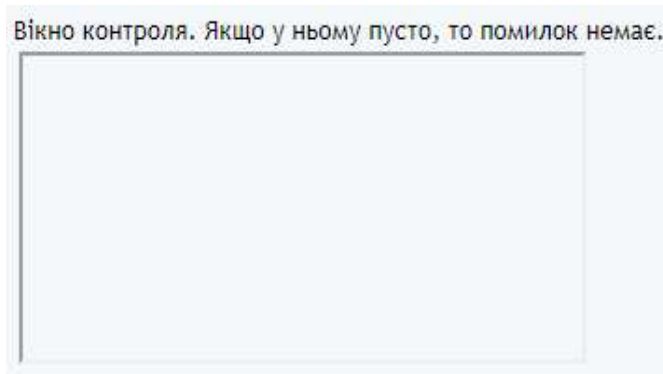 Вікно контроля. Якщо у ньому пусто, то помилок немає.